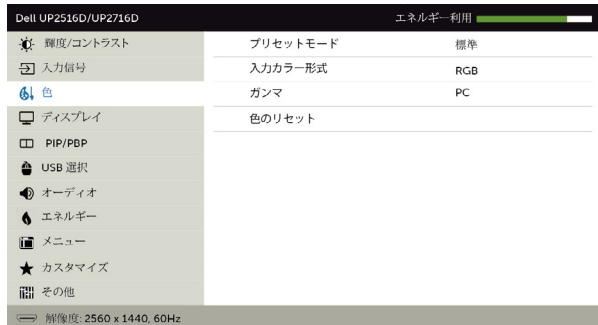 Dell UP2516D/UP2716D エネルギー利用
輝度/コントラスト プリセットモード 標準
入力信号 入力カラー形式 RGB
色 ガンマ PC
ディスプレイ 色のリセット
PIP/PBP
USB 選択
オーディオ
エネルギー
メニュー
カスタマイズ
その他
解像度: 2560 x 1440, 60Hz